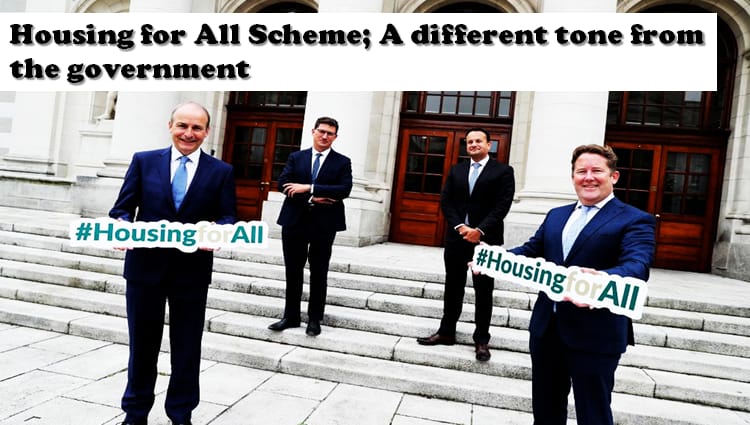 Housing for All Scheme; A different tone from
the government
#HousingforAll
#HousingforAll